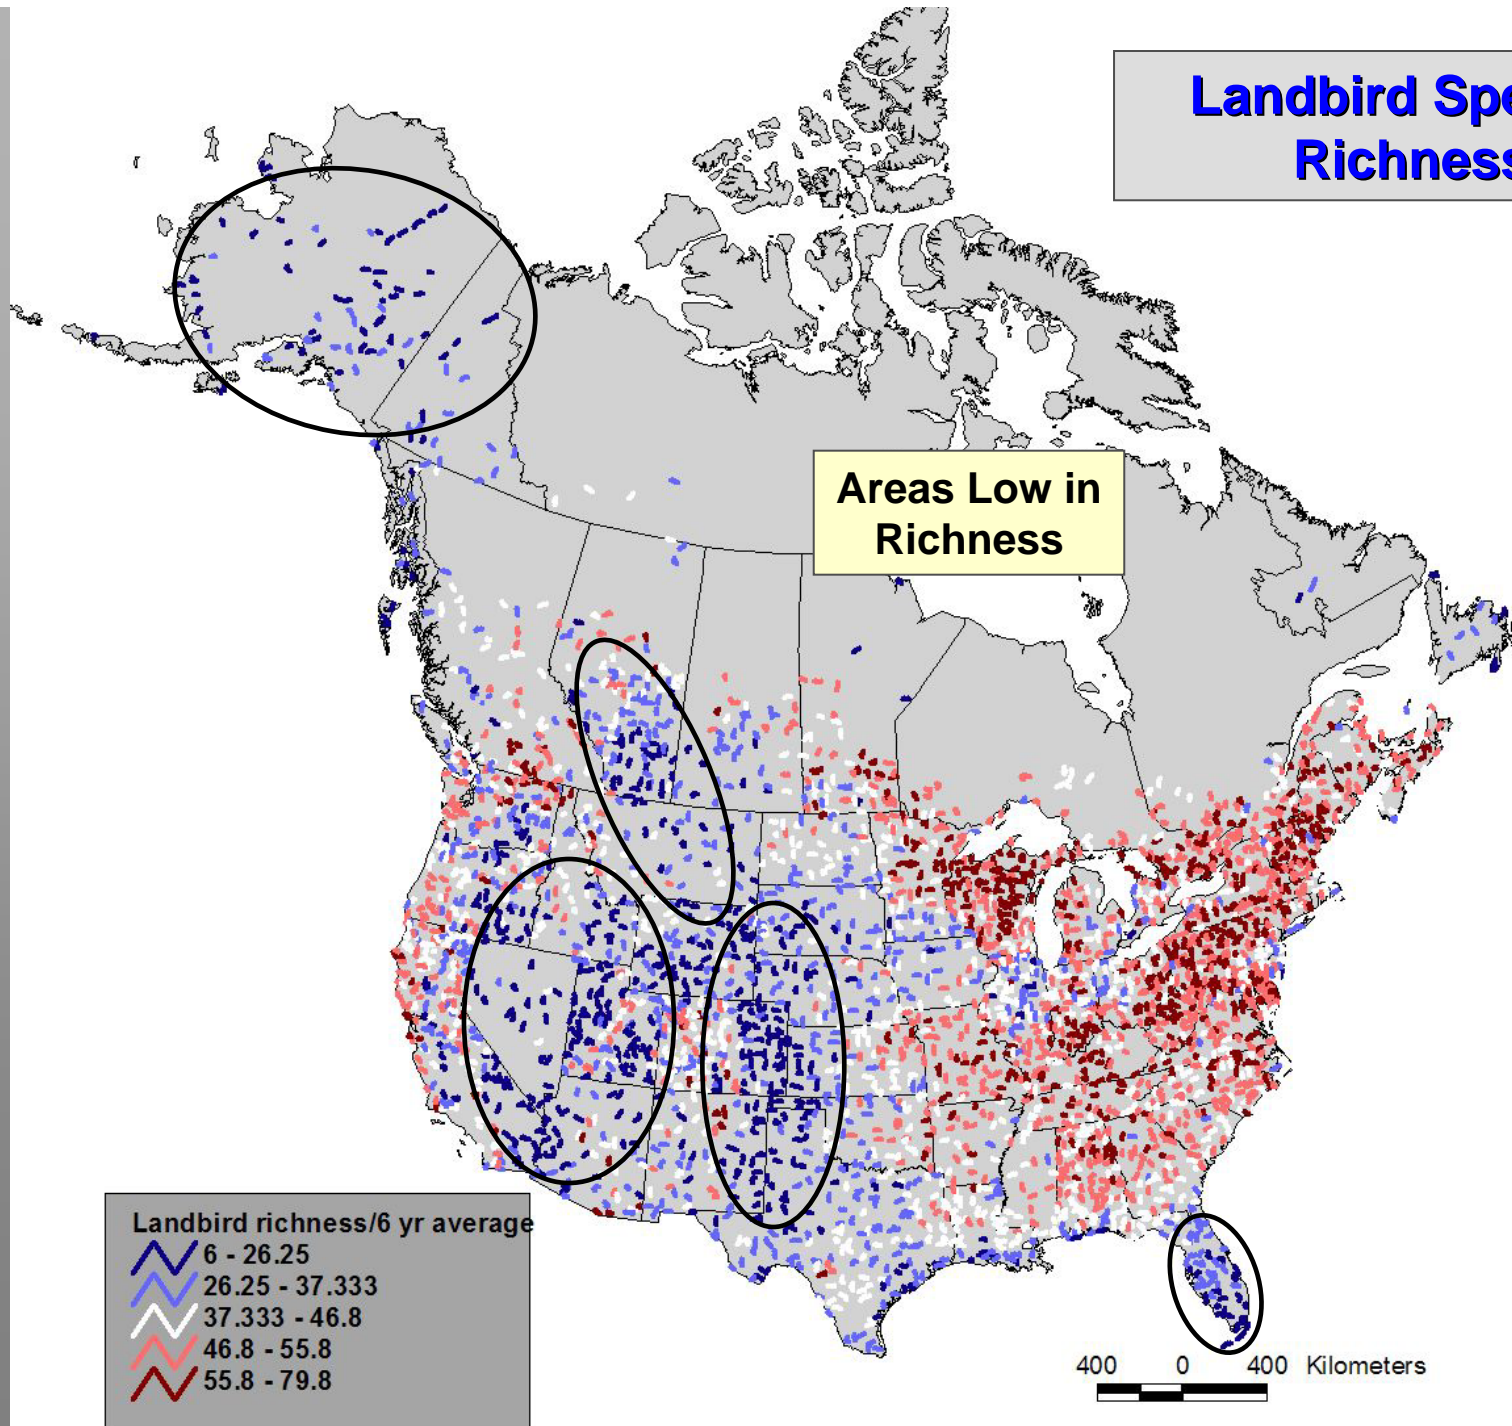 Landbird Spe
Richness
Areas Low in
Richness
Landbird richness/6 yr average
6 - 26.25
26.25 - 37.333
37.333 - 46.8
46.8 - 55.8
55.8 - 79.8
400 0 400 Kilometers